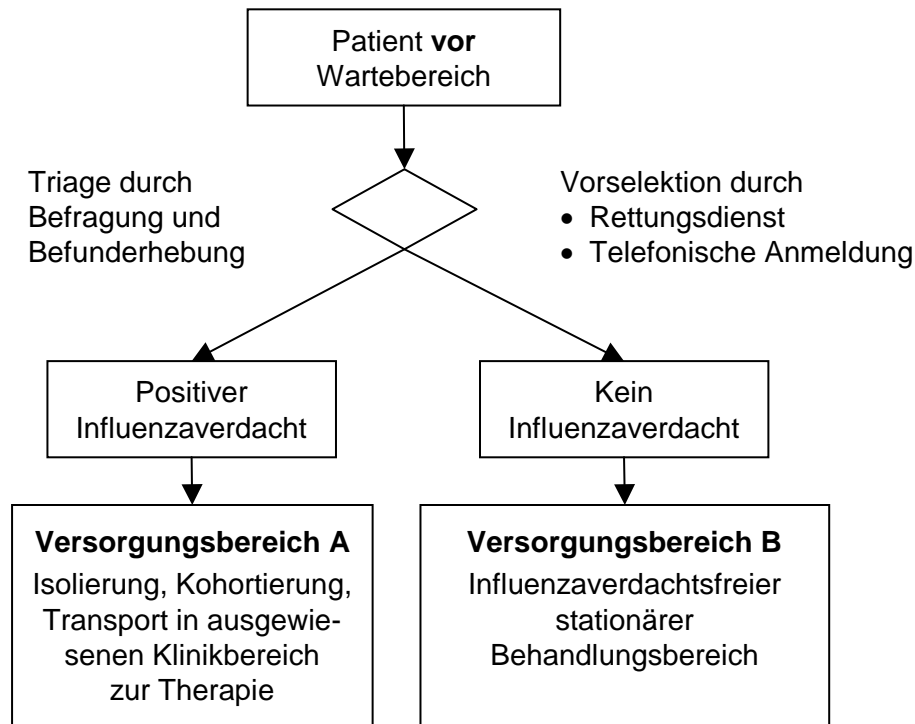 Patient vor
Wartebereich
Triage durch
Befragung und
Befunderhebung
Vorselektion durch
• Rettungsdienst
• Telefonische Anmeldung
Positiver
Influenzaverdacht
Kein
Influenzaverdacht
Versorgungsbereich A
Isolierung, Kohortierung,
Transport in ausgewie-
senen Klinikbereich
zur Therapie
Versorgungsbereich B
Influenzaverdachtsfreier
stationärer
Behandlungsbereich